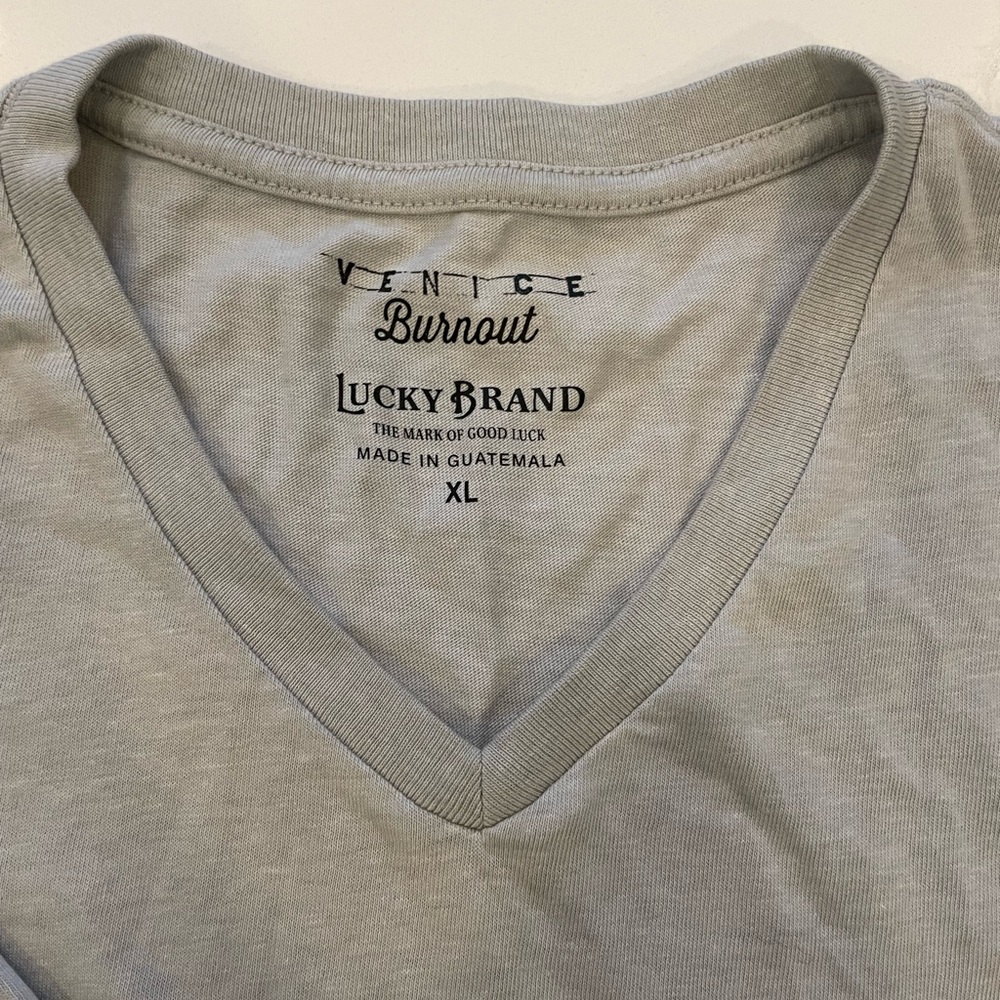 VENICE
Burnout
LUCKY BRAND
THE MARK OF GOOD LUCK
MADE IN GUATEMALA
XL